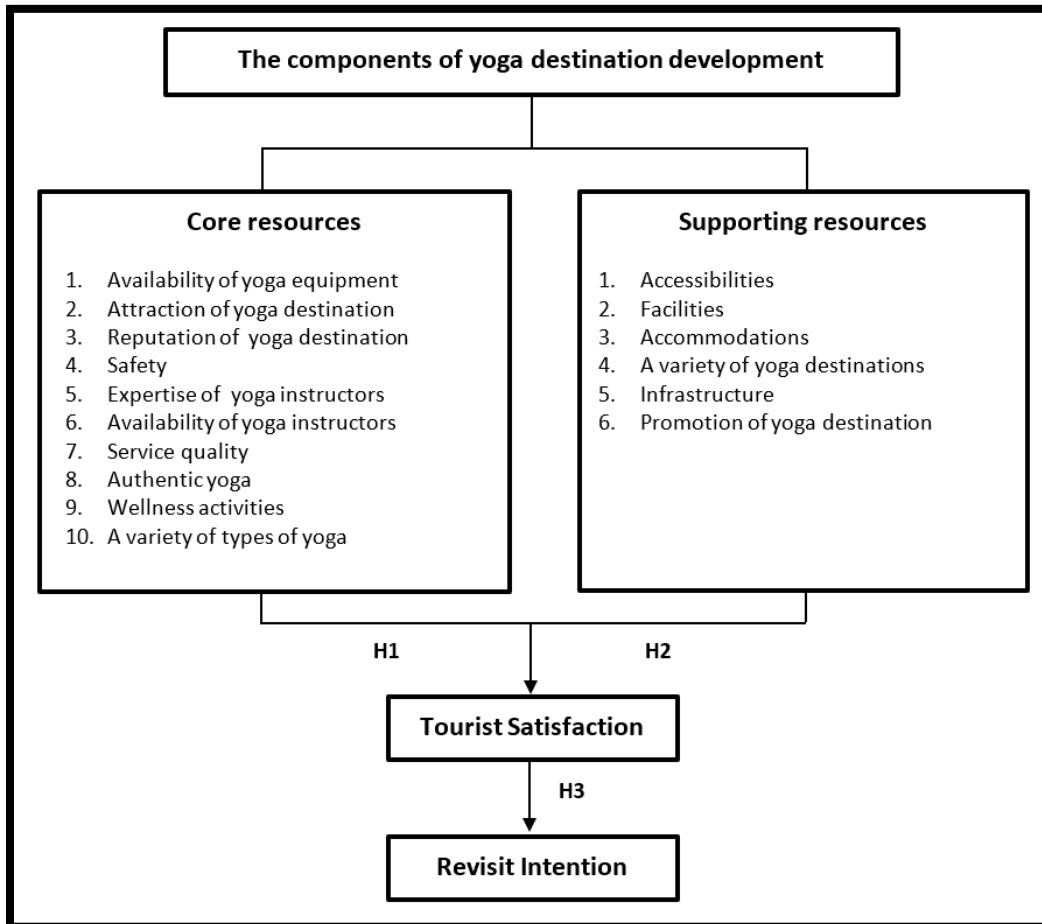 The components of yoga destination development
Core resources
1. Availability of yoga equipment
2. Attraction of yoga destination
3. Reputation of yoga destination
4. Safety
5. Expertise of yoga instructors
6. Availability of yoga instructors
7. Service quality
8. Authentic yoga
9. Wellness activities
10. A variety of types of yoga
Supporting resources
1. Accessibilities
2. Facilities
3. Accommodations
4. A variety of yoga destinations
5. Infrastructure
6. Promotion of yoga destination
H1
H2
Tourist Satisfaction
H3
Revisit Intention